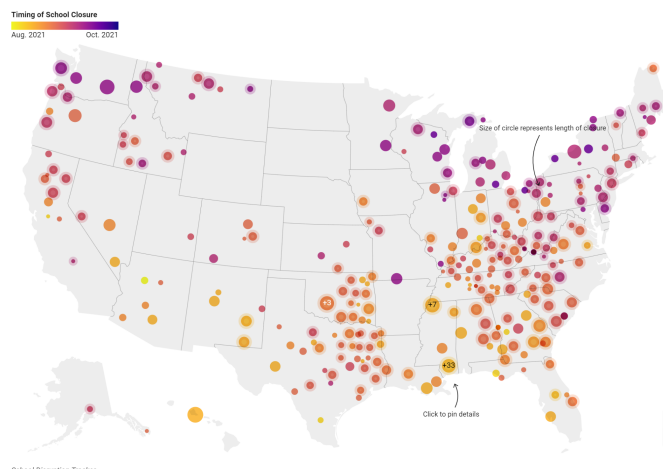 Timing of School Closure
Aug. 2021 Oct. 2021
Size of circle represents length of closure
+3
+7
+33
Click to pin details